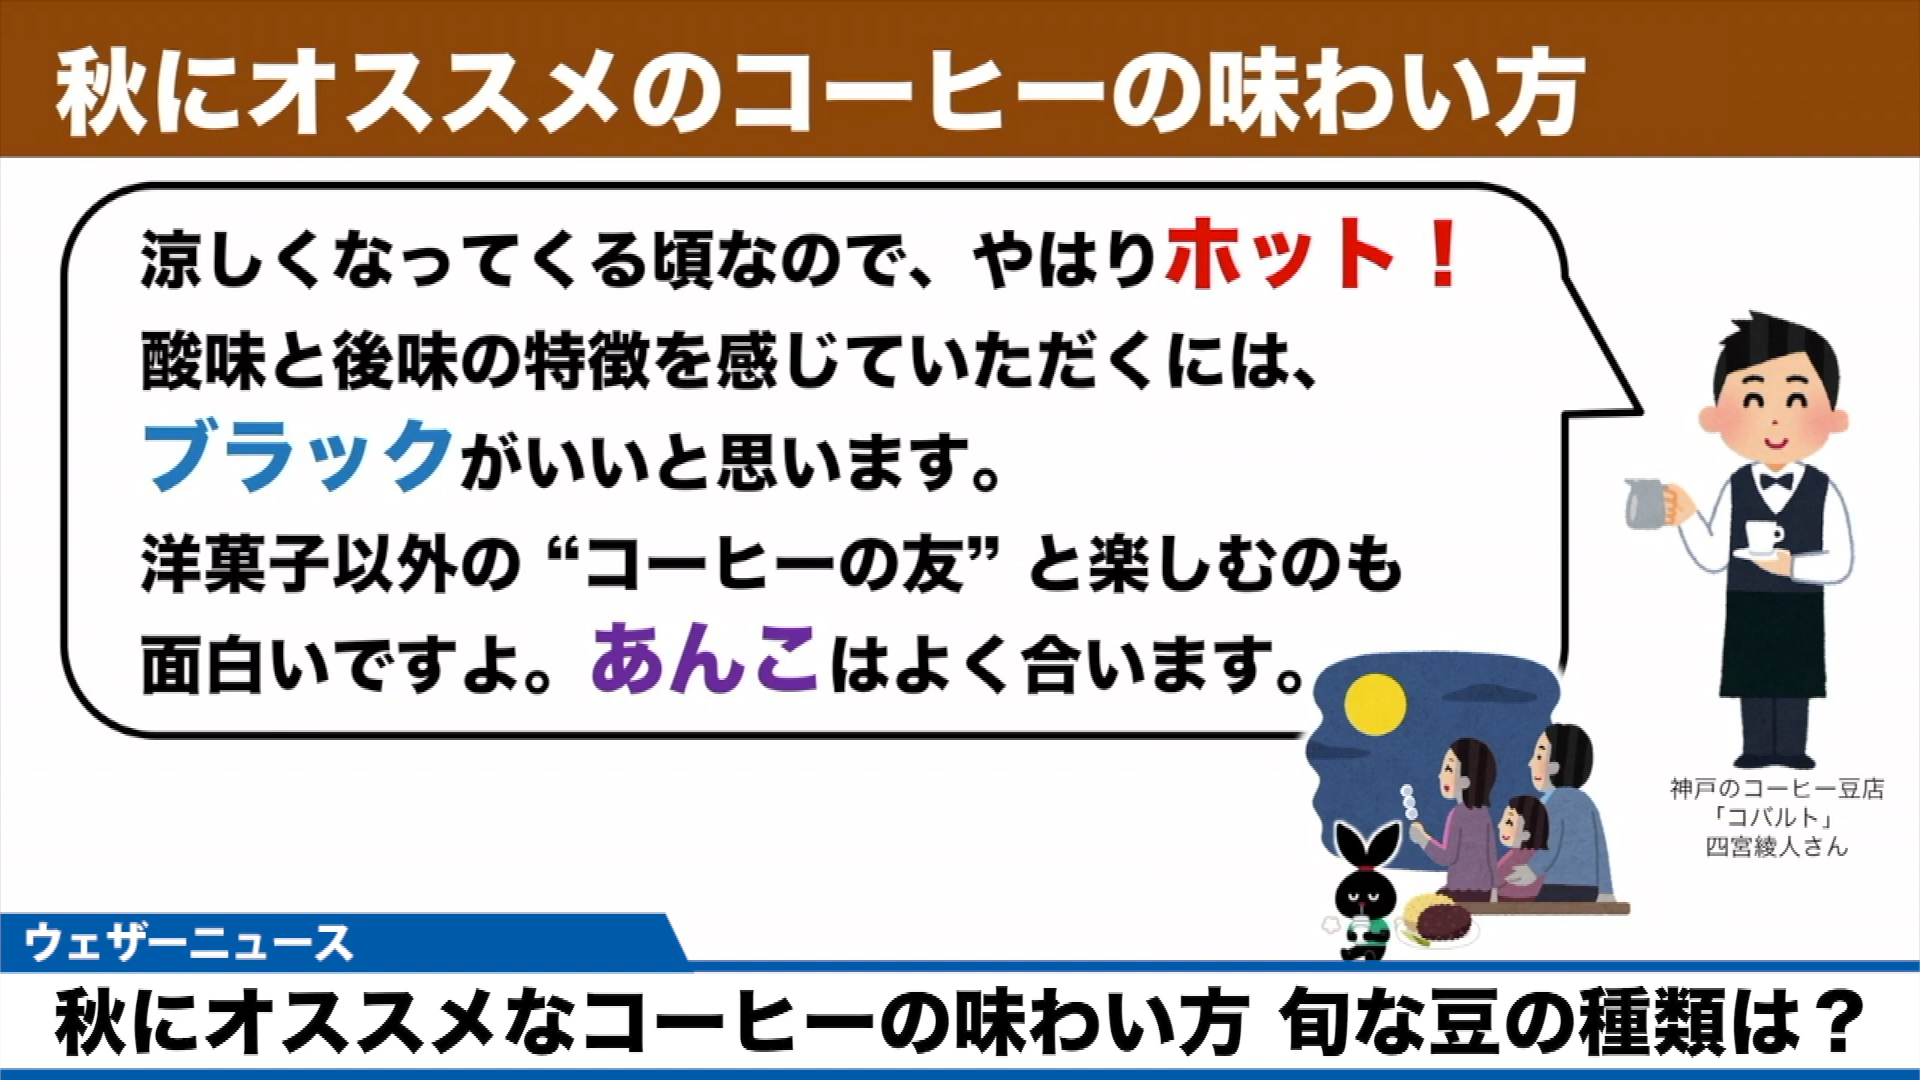 秋にオススメのコーヒーの味わい方
涼しくなってくる頃なので、やはりホット！
酸味と後味の特徴を感じていただくには、
ブラックがいいと思います。
洋菓子以外の “コーヒーの友” と楽しむのも
面白いですよ。あんこはよく合います。
神戸のコーヒー豆店
「コバルト」
四宮綾人さん
ウェザーニュース
秋にオススメなコーヒーの味わい方 旬な豆の種類は？